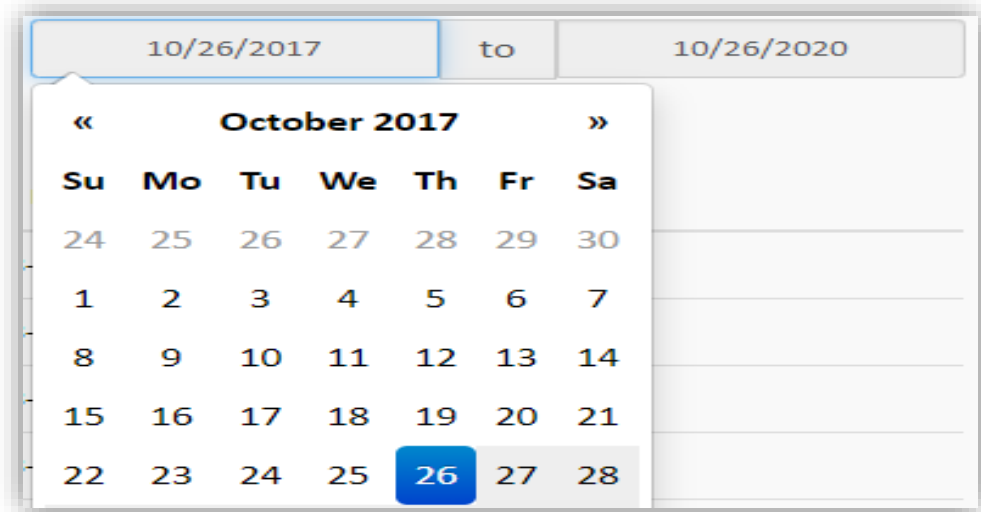 10/26/2017 to 10/26/2020
« October 2017 »
Su Mo Tu We Th Fr Sa
24 25 26 27 28 29 30
1 2 3 4 5 6 7
8 9 10 11 12 13 14
15 16 17 18 19 20 21
22 23 24 25 26 27 28